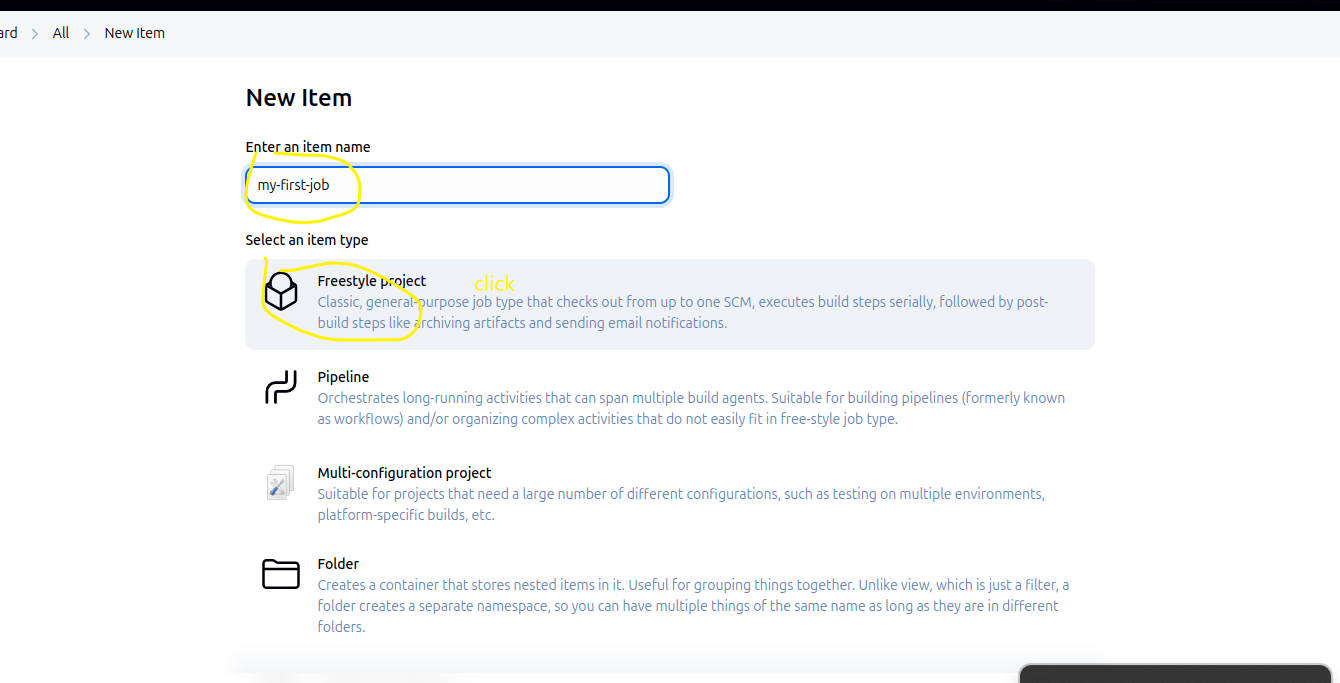 All
New Item
New Item
Enter an item name
my-first-job
Select an item type
Freestyle project
click
Classic, general-purpose job type that checks out from up to one SCM, executes build steps serially, followed by post-
build steps like archiving artifacts and sending email notifications.
Pipeline
Orchestrates long-running activities that can span multiple build agents. Suitable for building pipelines (formerly known
as workflows) and/or organizing complex activities that do not easily fit in free-style job type.
Multi-configuration project
Suitable for projects that need a large number of different configurations, such as testing on multiple environments,
platform-specific builds, etc.
Folder
Creates a container that stores nested items in it. Useful for grouping things together. Unlike view, which is just a filter, a
folder creates a separate namespace, so you can have multiple things of the same name as long as they are in different
folders.